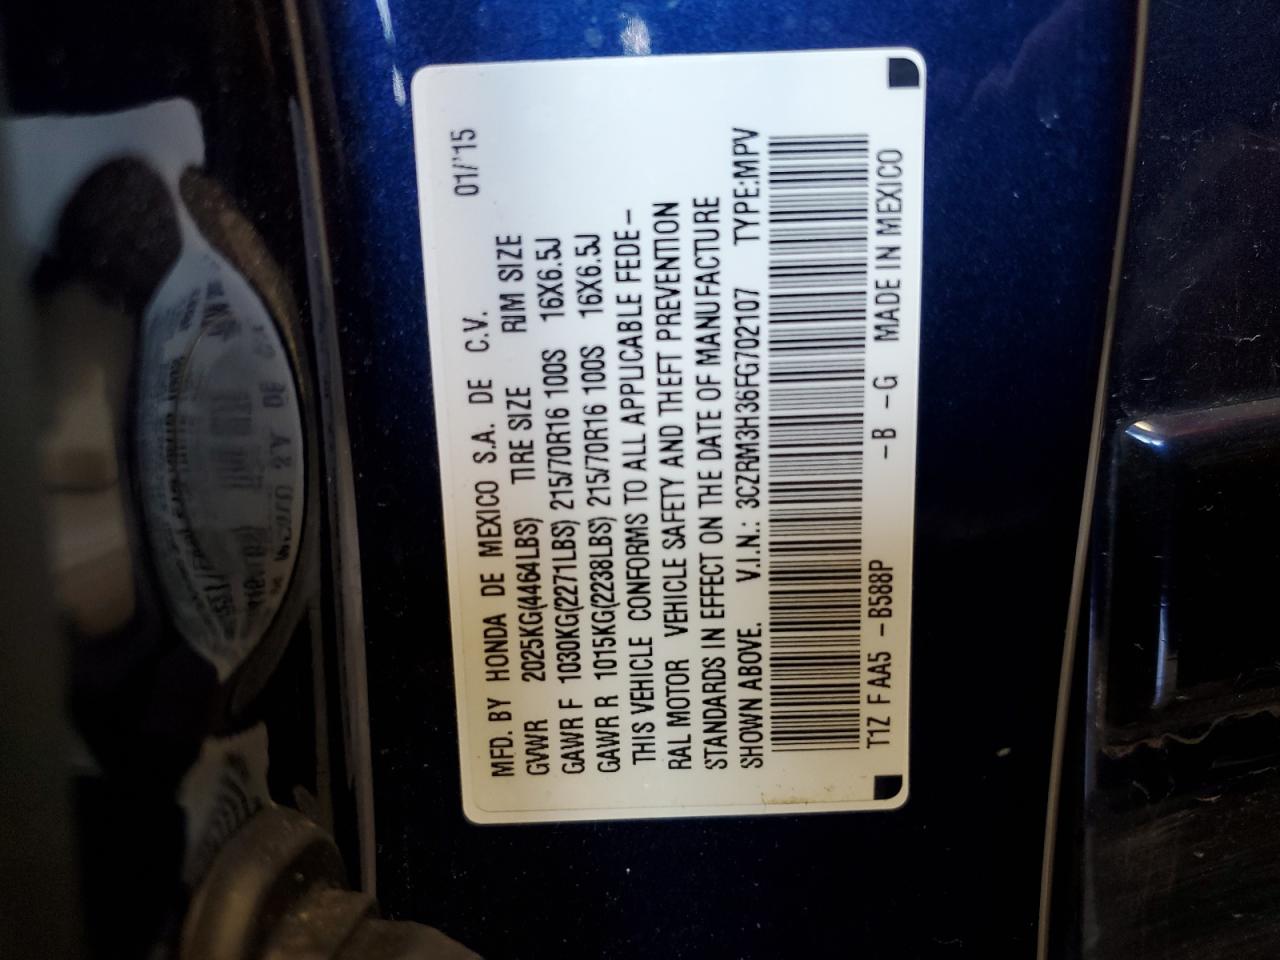 MFD. BY HONDA DE MEXICO S.A. DE C.V. 01/'15
GVWR 2025KG(4464LBS) TIRE SIZE RIM SIZE
GAWR F 1030KG(2271LBS) 215/70R16 100S 16X6.5J
GAWR R 1015KG(2238LBS) 215/70R16 100S 16X6.5J
THIS VEHICLE CONFORMS TO ALL APPLICABLE FEDE-
RAL MOTOR VEHICLE SAFETY AND THEFT PREVENTION
STANDARDS IN EFFECT ON THE DATE OF MANUFACTURE
SHOWN ABOVE. V.I.N.: 3CZRM3H36FG702107 TYPE:MPV
T1Z F AA5 -B588P -B -G MADE IN MEXICO